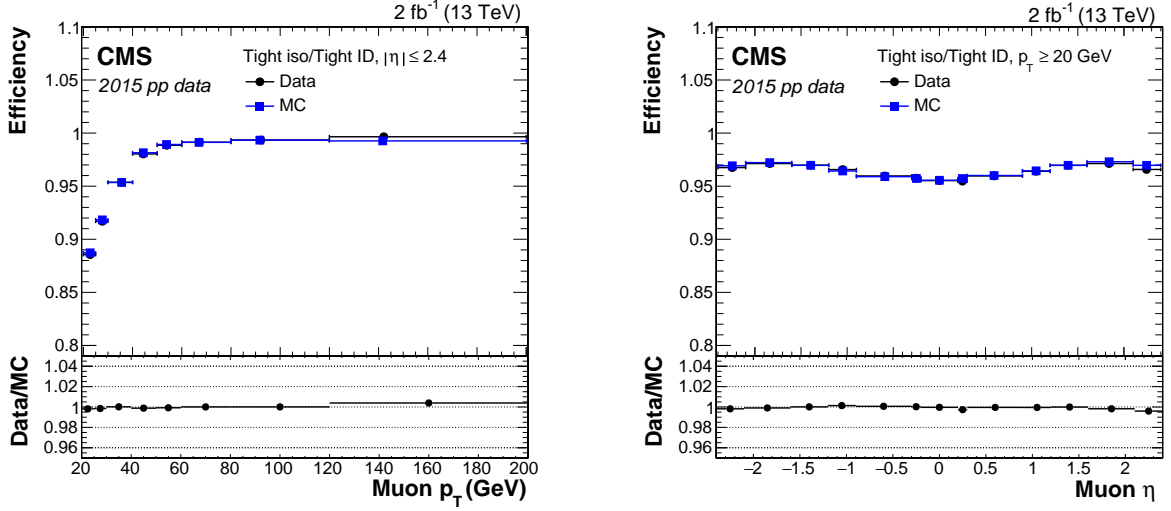 2 fb⁻¹ (13 TeV)
Efficiency
1.1
1.05
1
0.95
0.9
0.85
0.8
CMS
2015 pp data
Tight iso/Tight ID, |η| ≤ 2.4
Data
MC
Data/MC
1.04
1.02
1
0.98
0.96
20 40 60 80 100 120 140 160 180 200
Muon p_T (GeV)
2 fb⁻¹ (13 TeV)
Efficiency
1.1
1.05
1
0.95
0.9
0.85
0.8
CMS
2015 pp data
Tight iso/Tight ID, p_T ≥ 20 GeV
Data
MC
Data/MC
1.04
1.02
1
0.98
0.96
−2 −1.5 −1 −0.5 0 0.5 1 1.5 2
Muon η